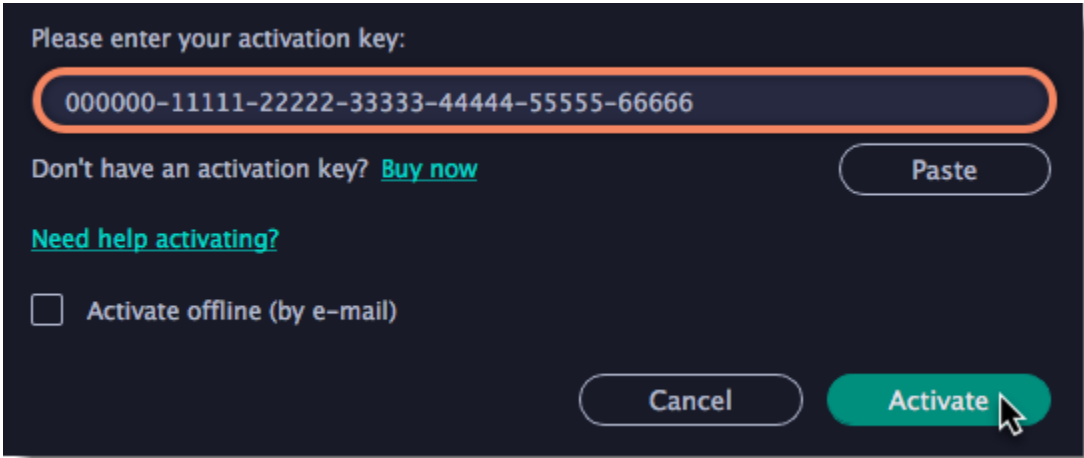 Please enter your activation key:
000000-11111-22222-33333-44444-55555-66666
Don't have an activation key? Buy now
Paste
Need help activating?
Activate offline (by e-mail)
Cancel
Activate